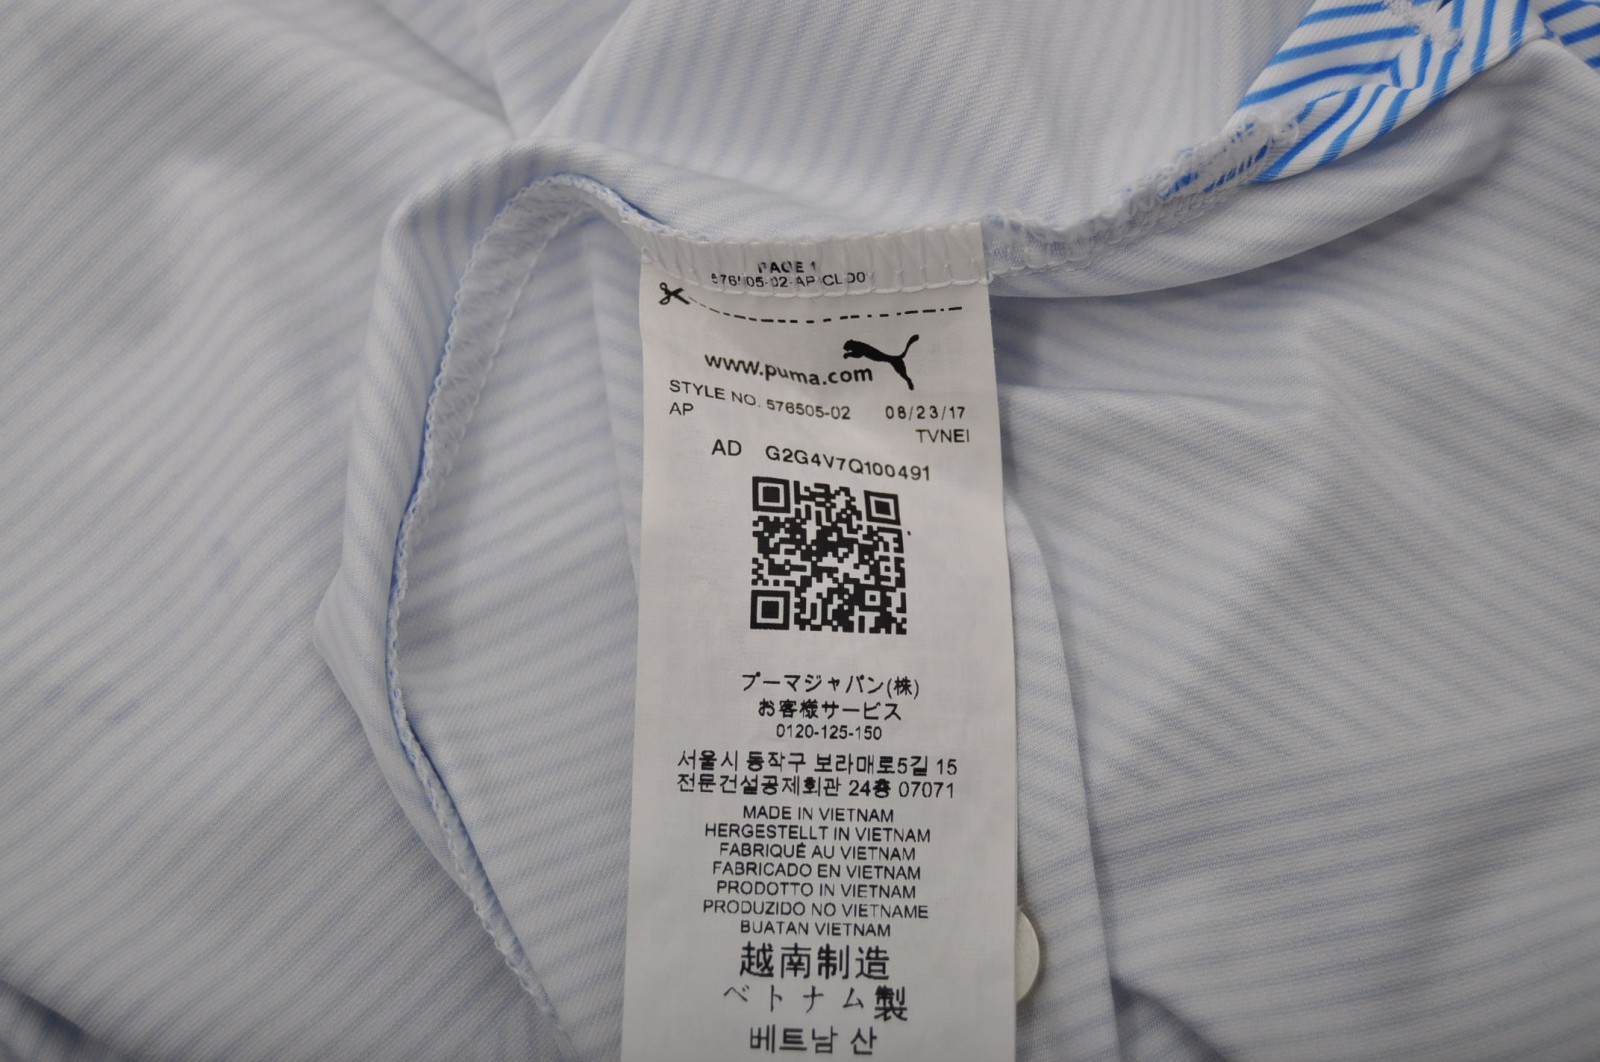 PAGE 1
576505-02-AP-CL00
www.puma.com
STYLE NO. 576505-02 08/23/17
AP TVNEI
AD G2G4V7Q100491
プーマジャパン(株)
お客様サービス
0120-125-150
서울시 동작구 보라매로5길 15
전문건설공제회관 24층 07071
MADE IN VIETNAM
HERGESTELLT IN VIETNAM
FABRIQUÉ AU VIETNAM
FABRICADO EN VIETNAM
PRODOTTO IN VIETNAM
PRODUZIDO NO VIETNAME
BUATAN VIETNAM
越南制造
ベトナム製
베트남 산